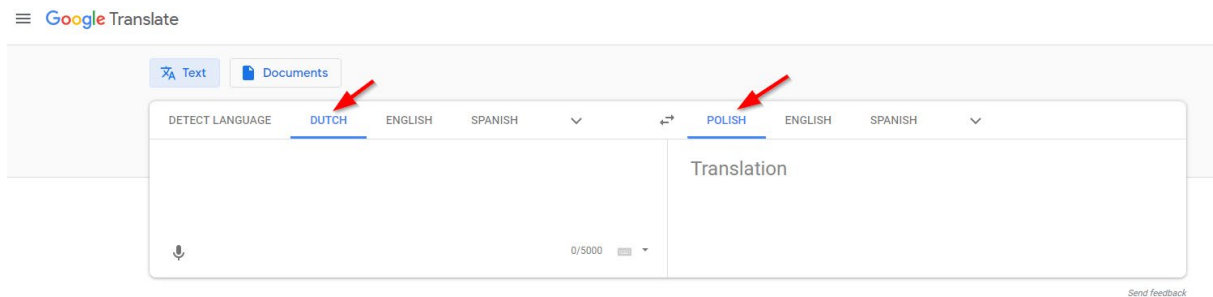 Google Translate
Text Documents
DETECT LANGUAGE DUTCH ENGLISH SPANISH POLISH ENGLISH SPANISH
Translation
0/5000
Send feedback